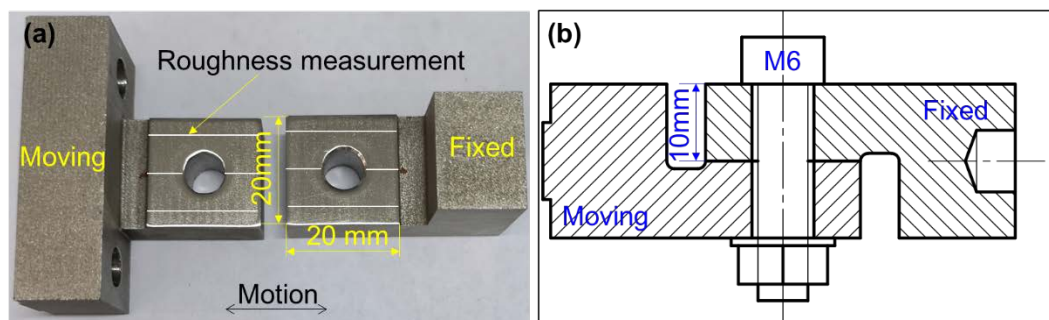 (a)
Roughness measurement
Moving
20mm
Fixed
20 mm
Motion
(b)
M6
10mm
Fixed
Moving